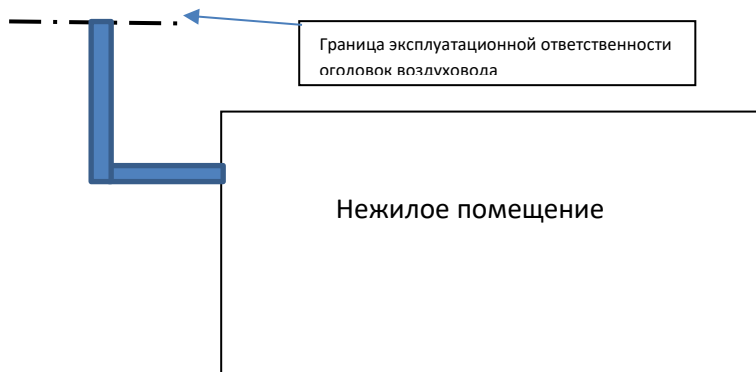 Граница эксплуатационной ответственности
оголовок воздуховода
Нежилое помещение